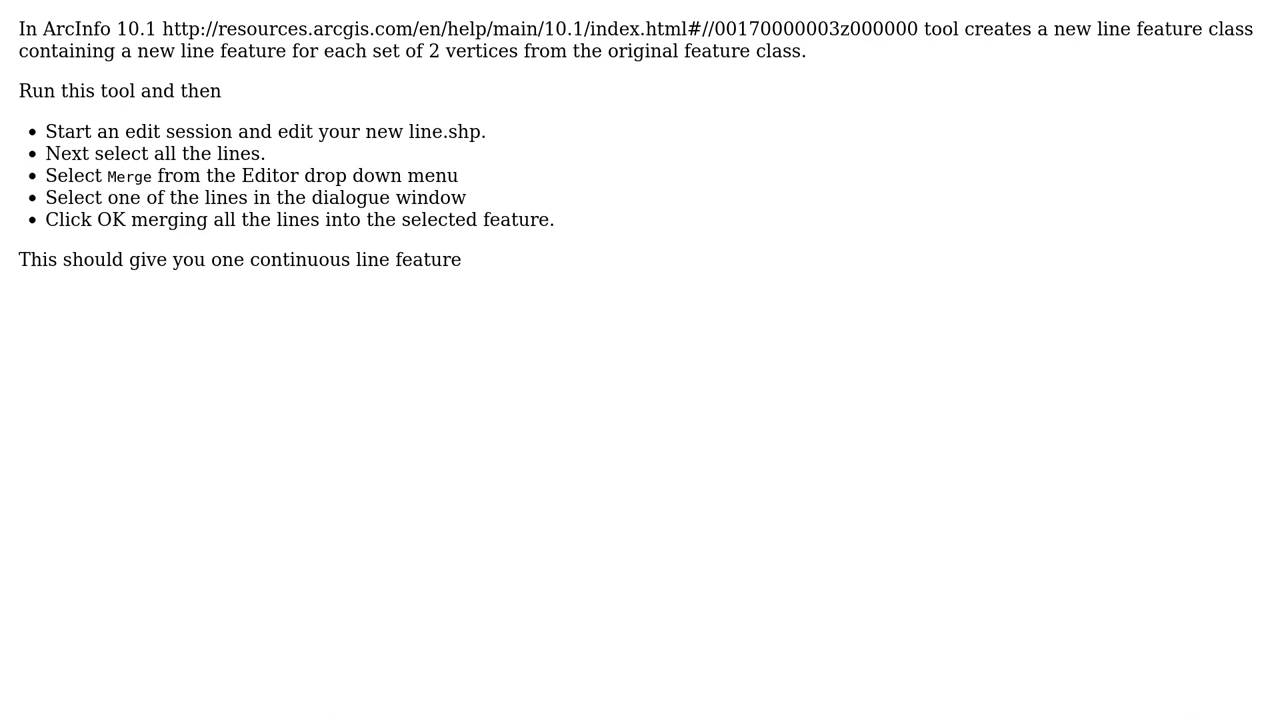 In ArcInfo 10.1 http://resources.arcgis.com/en/help/main/10.1/index.html#//00170000003z000000 tool creates a new line feature class
containing a new line feature for each set of 2 vertices from the original feature class.
Run this tool and then
• Start an edit session and edit your new line.shp.
• Next select all the lines.
• Select Merge from the Editor drop down menu
• Select one of the lines in the dialogue window
• Click OK merging all the lines into the selected feature.
This should give you one continuous line feature